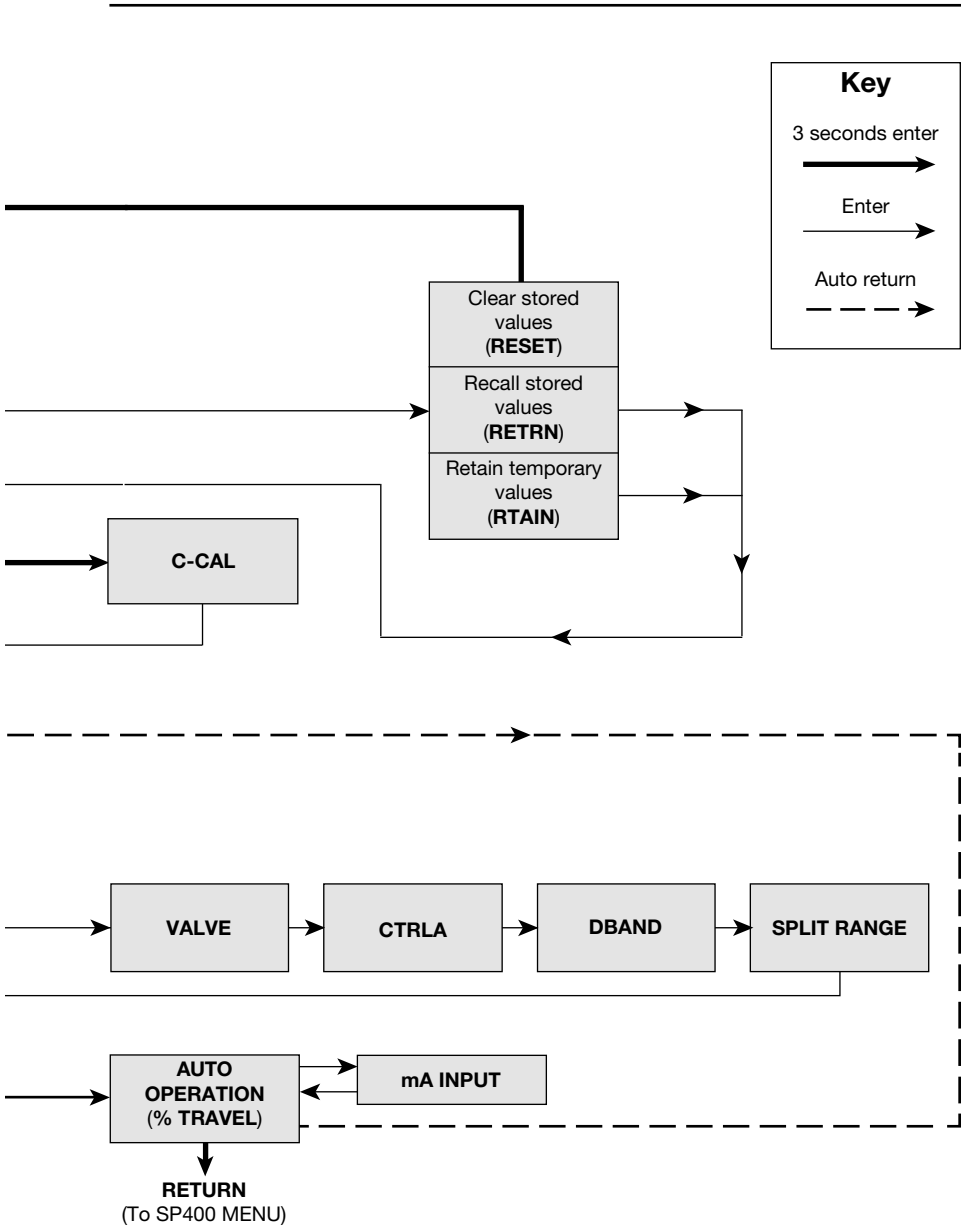 Key
3 seconds enter
Enter
Auto return
Clear stored
values
(RESET)
Recall stored
values
(RETRN)
Retain temporary
values
(RTAIN)
C-CAL
VALVE
CTRLA
DBAND
SPLIT RANGE
AUTO
OPERATION
(% TRAVEL)
mA INPUT
RETURN
(To SP400 MENU)